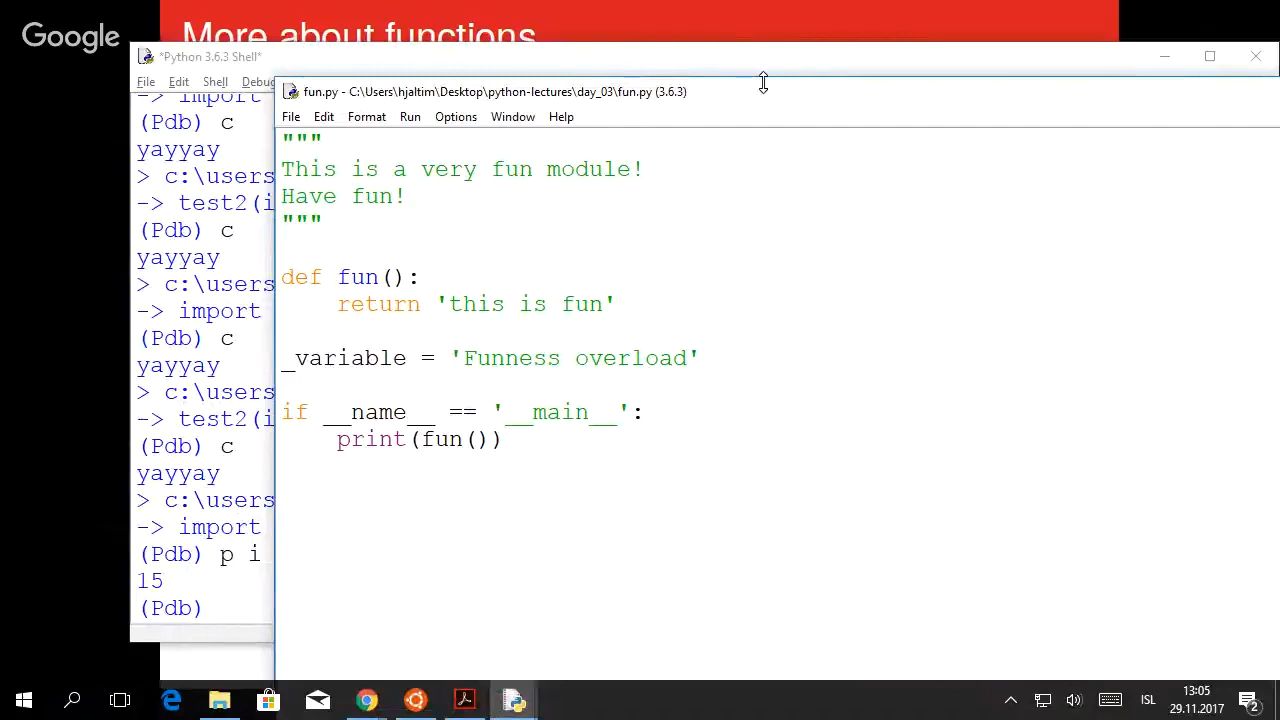 Google
More about functions
*Python 3.6.3 Shell*
File Edit Shell Debug
-> import
(Pdb) c
yayyay
> c:\users
-> test2(i
(Pdb) c
yayyay
> c:\users
-> import
(Pdb) c
yayyay
> c:\users
-> test2(i
(Pdb) c
yayyay
> c:\users
-> import
(Pdb) p i
15
(Pdb)
fun.py - C:\Users\hjaltim\Desktop\python-lectures\day_03\fun.py (3.6.3)
File Edit Format Run Options Window Help
"""
This is a very fun module!
Have fun!
"""
def fun():
    return 'this is fun'
_variable = 'Funness overload'
if __name__ == '__main__':
    print(fun())
ISL
13:03
29.11.2017
2